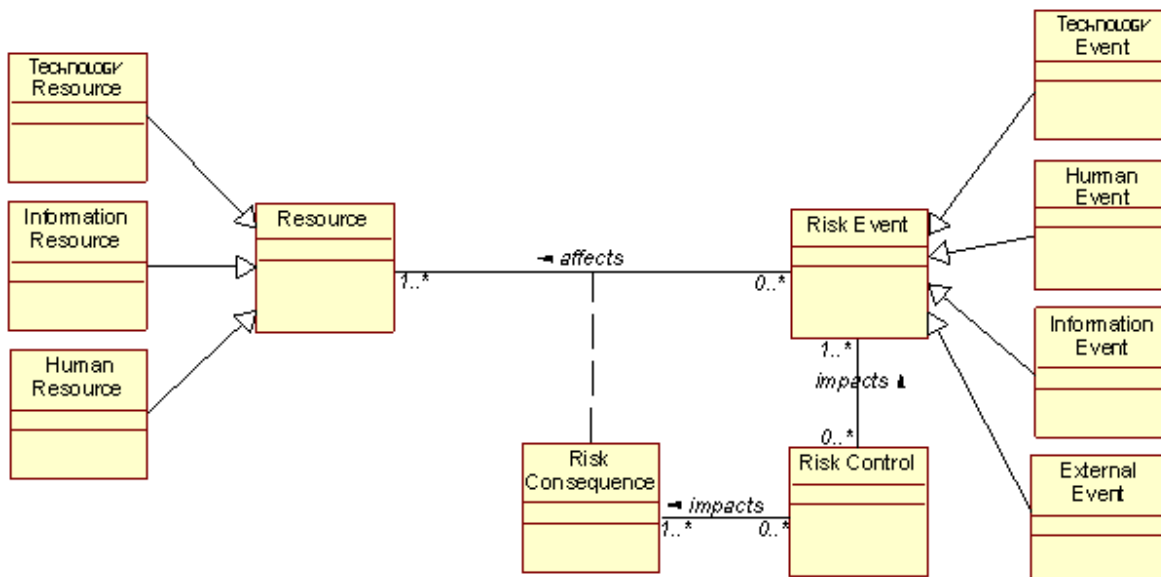 Technology
Resource
Information
Resource
Human
Resource
Resource
affects
1..*
0..*
Risk Event
1..*
impacts
0..*
Risk
Consequence
impacts
1..*
0..*
Risk Control
Technology
Event
Human
Event
Information
Event
External
Event